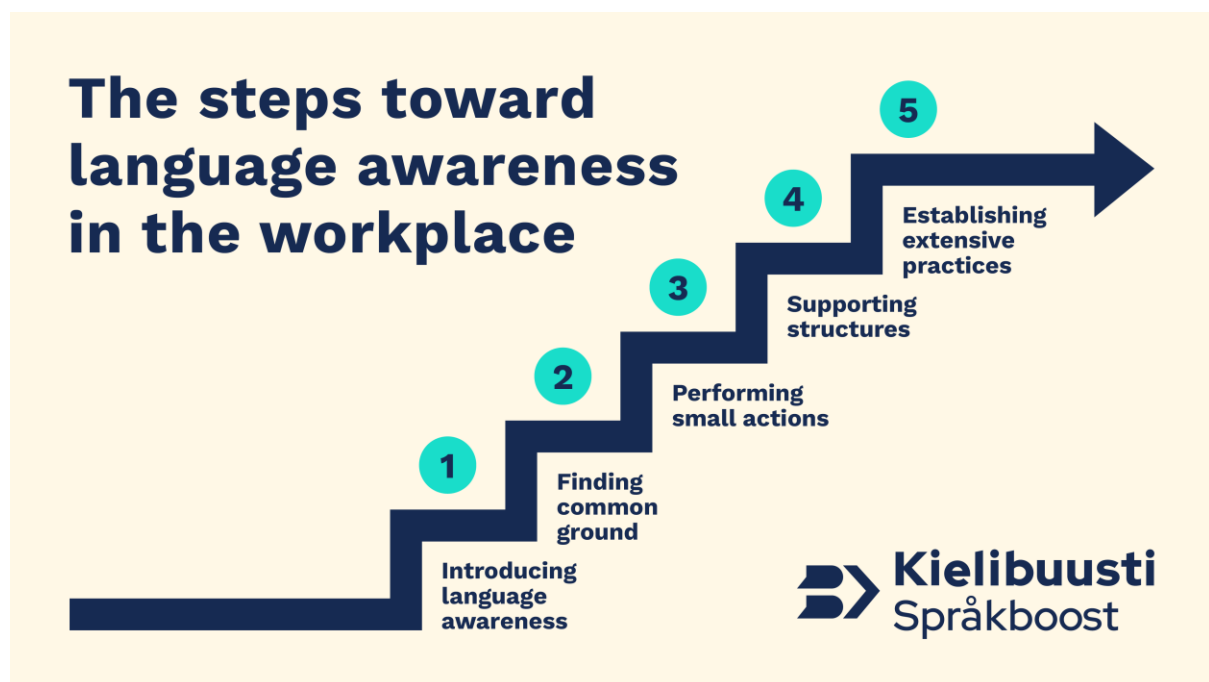 The steps toward
language awareness
in the workplace
1
Introducing
language
awareness
2
Finding
common
ground
3
Performing
small actions
4
Supporting
structures
5
Establishing
extensive
practices
Kielibuusti
Språkboost